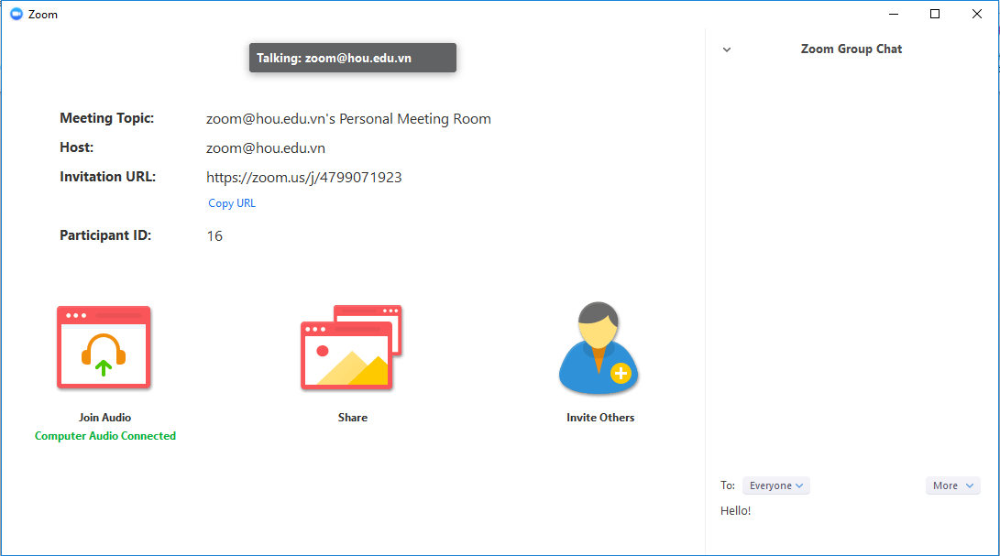 Zoom
Talking: zoom@hou.edu.vn
Meeting Topic: zoom@hou.edu.vn's Personal Meeting Room
Host: zoom@hou.edu.vn
Invitation URL: https://zoom.us/j/4799071923
Copy URL
Participant ID: 16
Join Audio
Computer Audio Connected
Share
Invite Others
Zoom Group Chat
To: Everyone More
Hello!